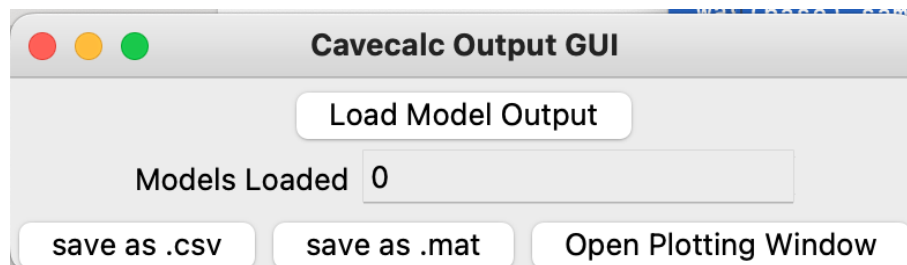 Cavecalc Output GUI
Load Model Output
Models Loaded 0
save as .csv save as .mat Open Plotting Window